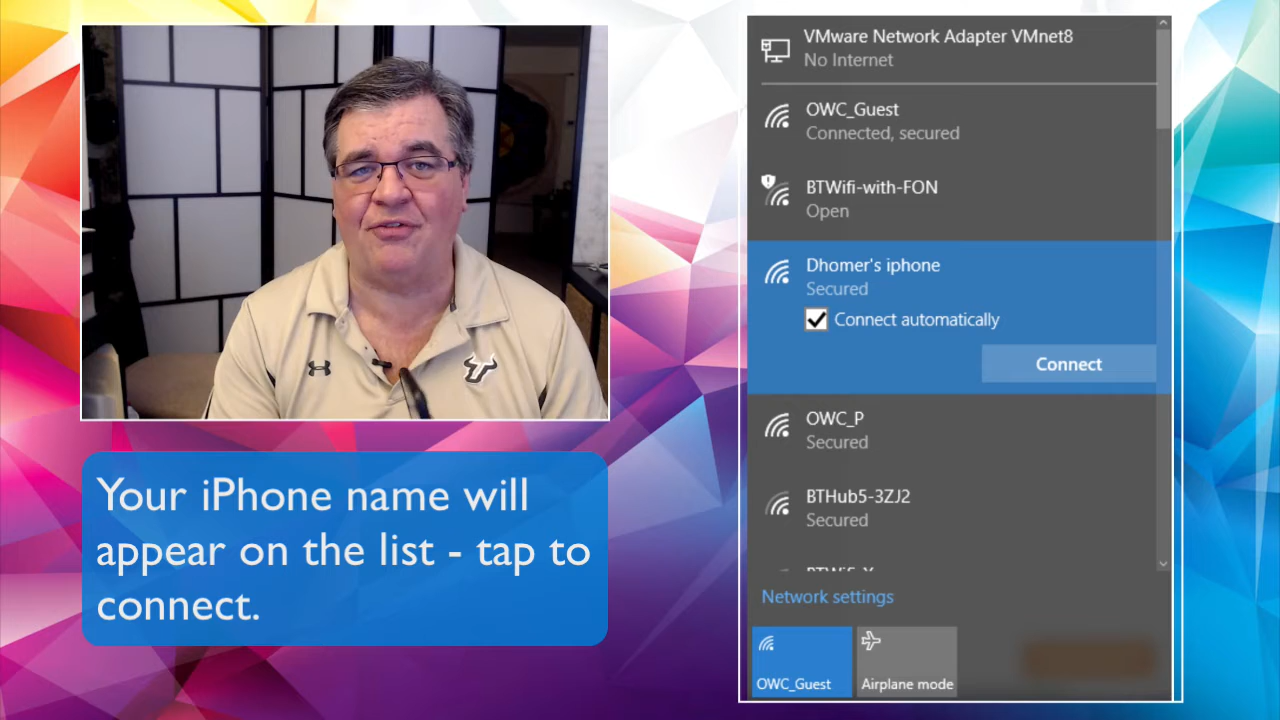 Your iPhone name will
appear on the list - tap to
connect.
VMware Network Adapter VMnet8
No Internet
OWC_Guest
Connected, secured
BTWifi-with-FON
Open
Dhomer's iphone
Secured
Connect automatically
Connect
OWC_P
Secured
BTHub5-3ZJ2
Secured
Network settings
OWC_Guest
Airplane mode